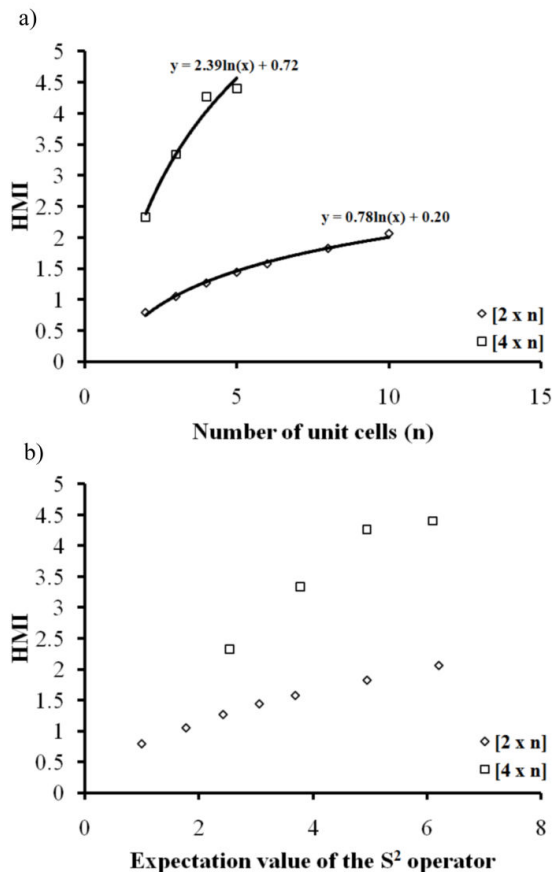 a)
5
4.5
4
3.5
3
2.5
2
1.5
1
0.5
0
HMI
y = 2.39ln(x) + 0.72
y = 0.78ln(x) + 0.20
[2 x n]
[4 x n]
0 5 10 15
Number of unit cells (n)
b)
5
4.5
4
3.5
3
2.5
2
1.5
1
0.5
0
HMI
[2 x n]
[4 x n]
0 2 4 6 8
Expectation value of the S² operator